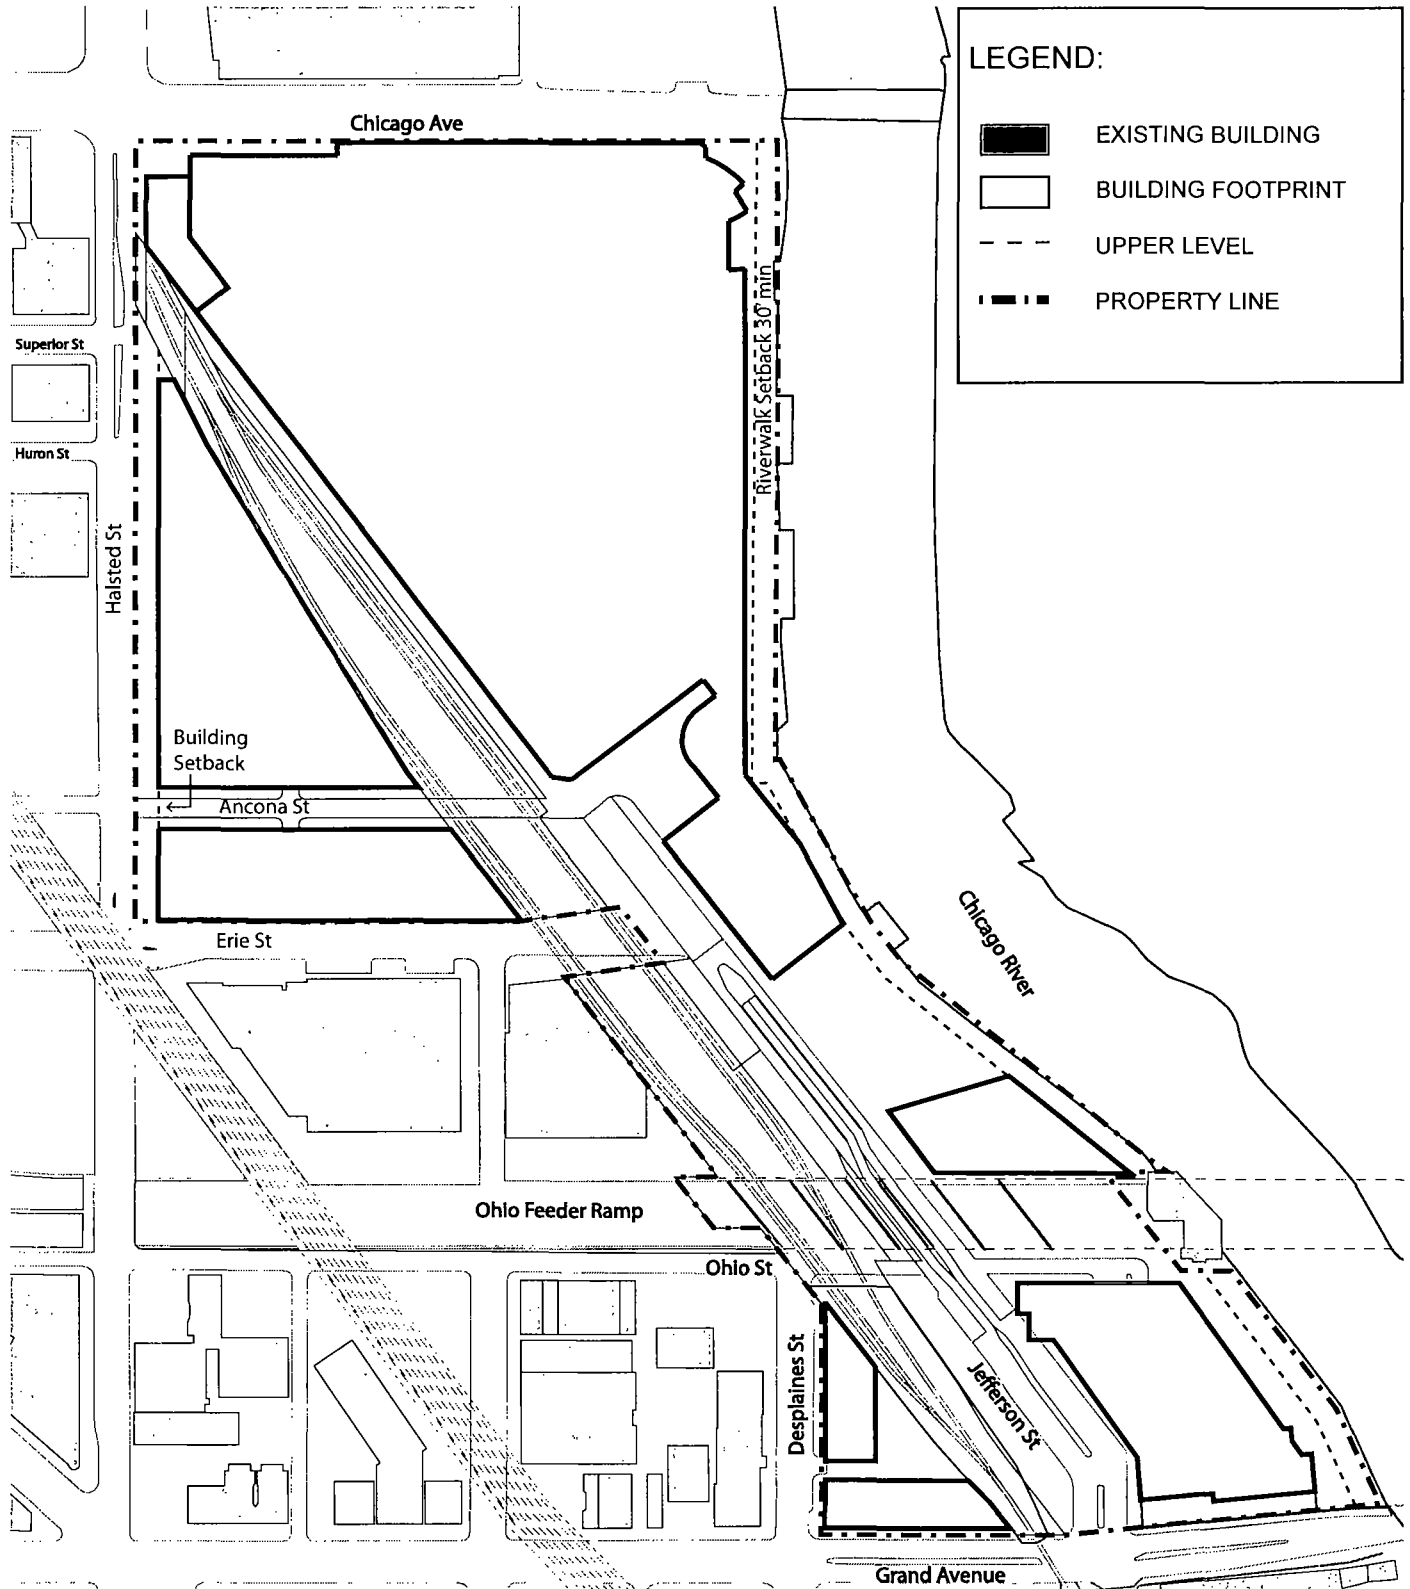 LEGEND:
EXISTING BUILDING
BUILDING FOOTPRINT
UPPER LEVEL
PROPERTY LINE
Chicago Ave
Riverwalk Setback 30' min
Superior St
Huron St
Halsted St
Building
Setback
Ancona St
Erie St
Chicago River
Ohio Feeder Ramp
Ohio St
Desplaines St
Jefferson St
Grand Avenue